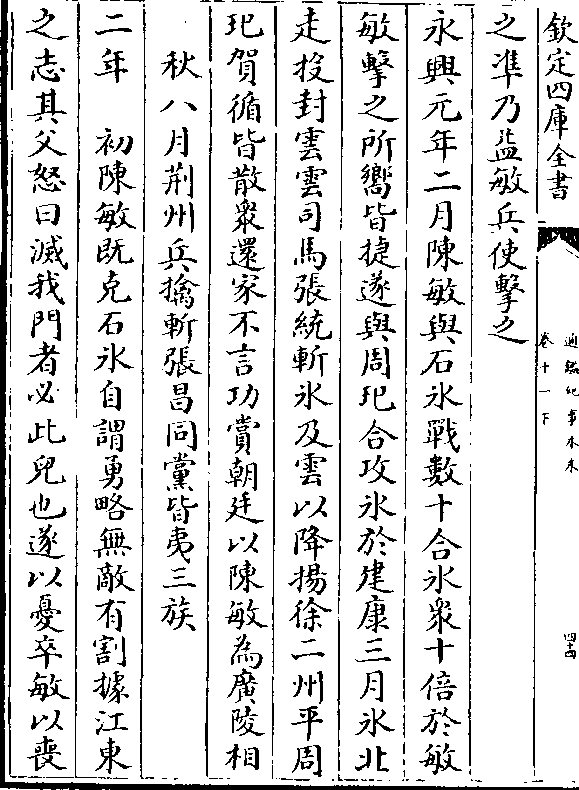 欽定四庫全書
通鑑紀事本末
卷十一下
四十四
之準乃益敏兵使擊之
永興元年二月陳敏與石氷戰數十合氷衆十倍於敏
敏擊之所嚮皆捷遂與周玘合攻氷於建康三月氷北
走投封雲雲司馬張統斬氷及雲以降揚徐二州平周
玘賀循皆散衆還家不言功賞朝廷以陳敏為廣陵相
秋八月荆州兵擒斬張昌同黨皆夷三族
二年　初陳敏既克石氷自謂勇略無敵有割據江東
之志其父怒曰滅我門者必此兒也遂以憂卒敏以喪